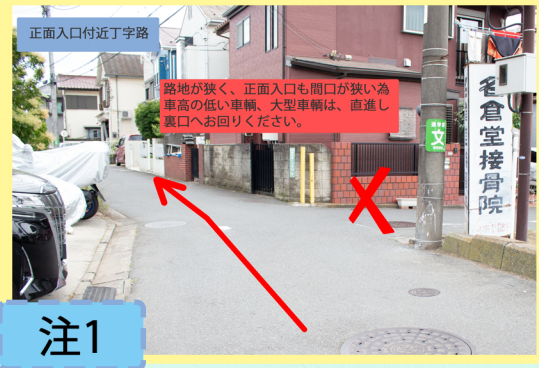 正面入口付近丁字路
路地が狭く、正面入口も間口が狭い為
車高の低い車輌、大型車輌は、直進し
裏口へお回りください。
文
名倉堂接骨院
注1